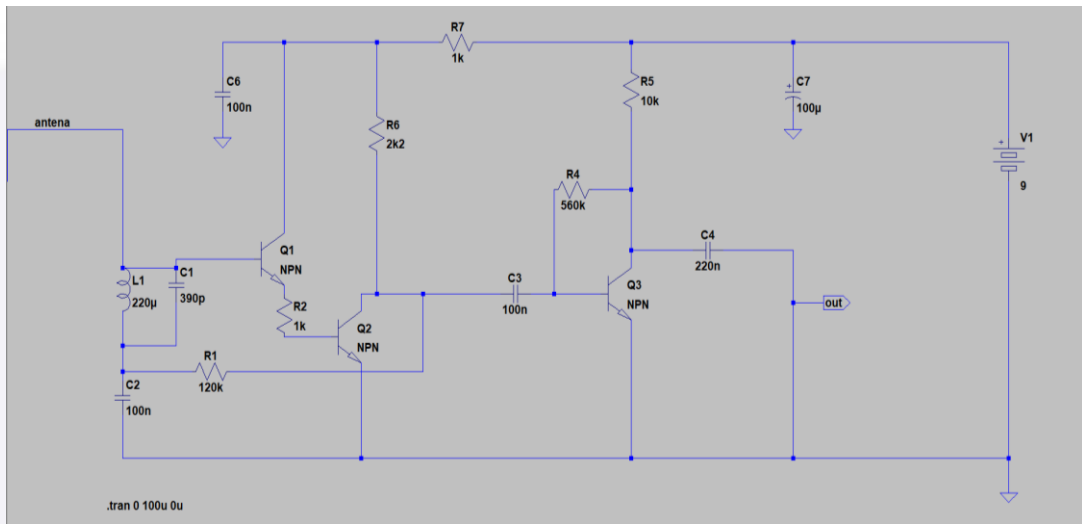 R7
1k
C6
100n
R5
10k
C7
+
100µ
antena
R6
2k2
V1
+
9
R4
560k
C4
220n
Q1
NPN
L1
220µ
C1
390p
C3
100n
Q3
NPN
out
R2
1k
Q2
NPN
R1
120k
C2
100n
.tran 0 100u 0u